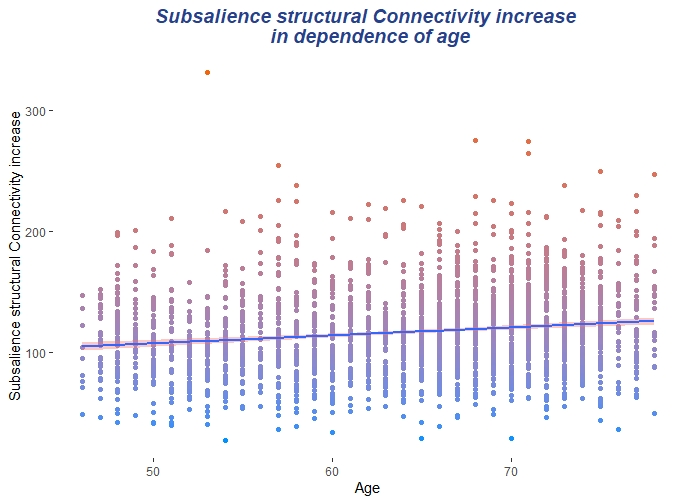 Subsalience structural Connectivity increase
in dependence of age
Subsalience structural Connectivity increase
300
200
100
50
60
70
Age